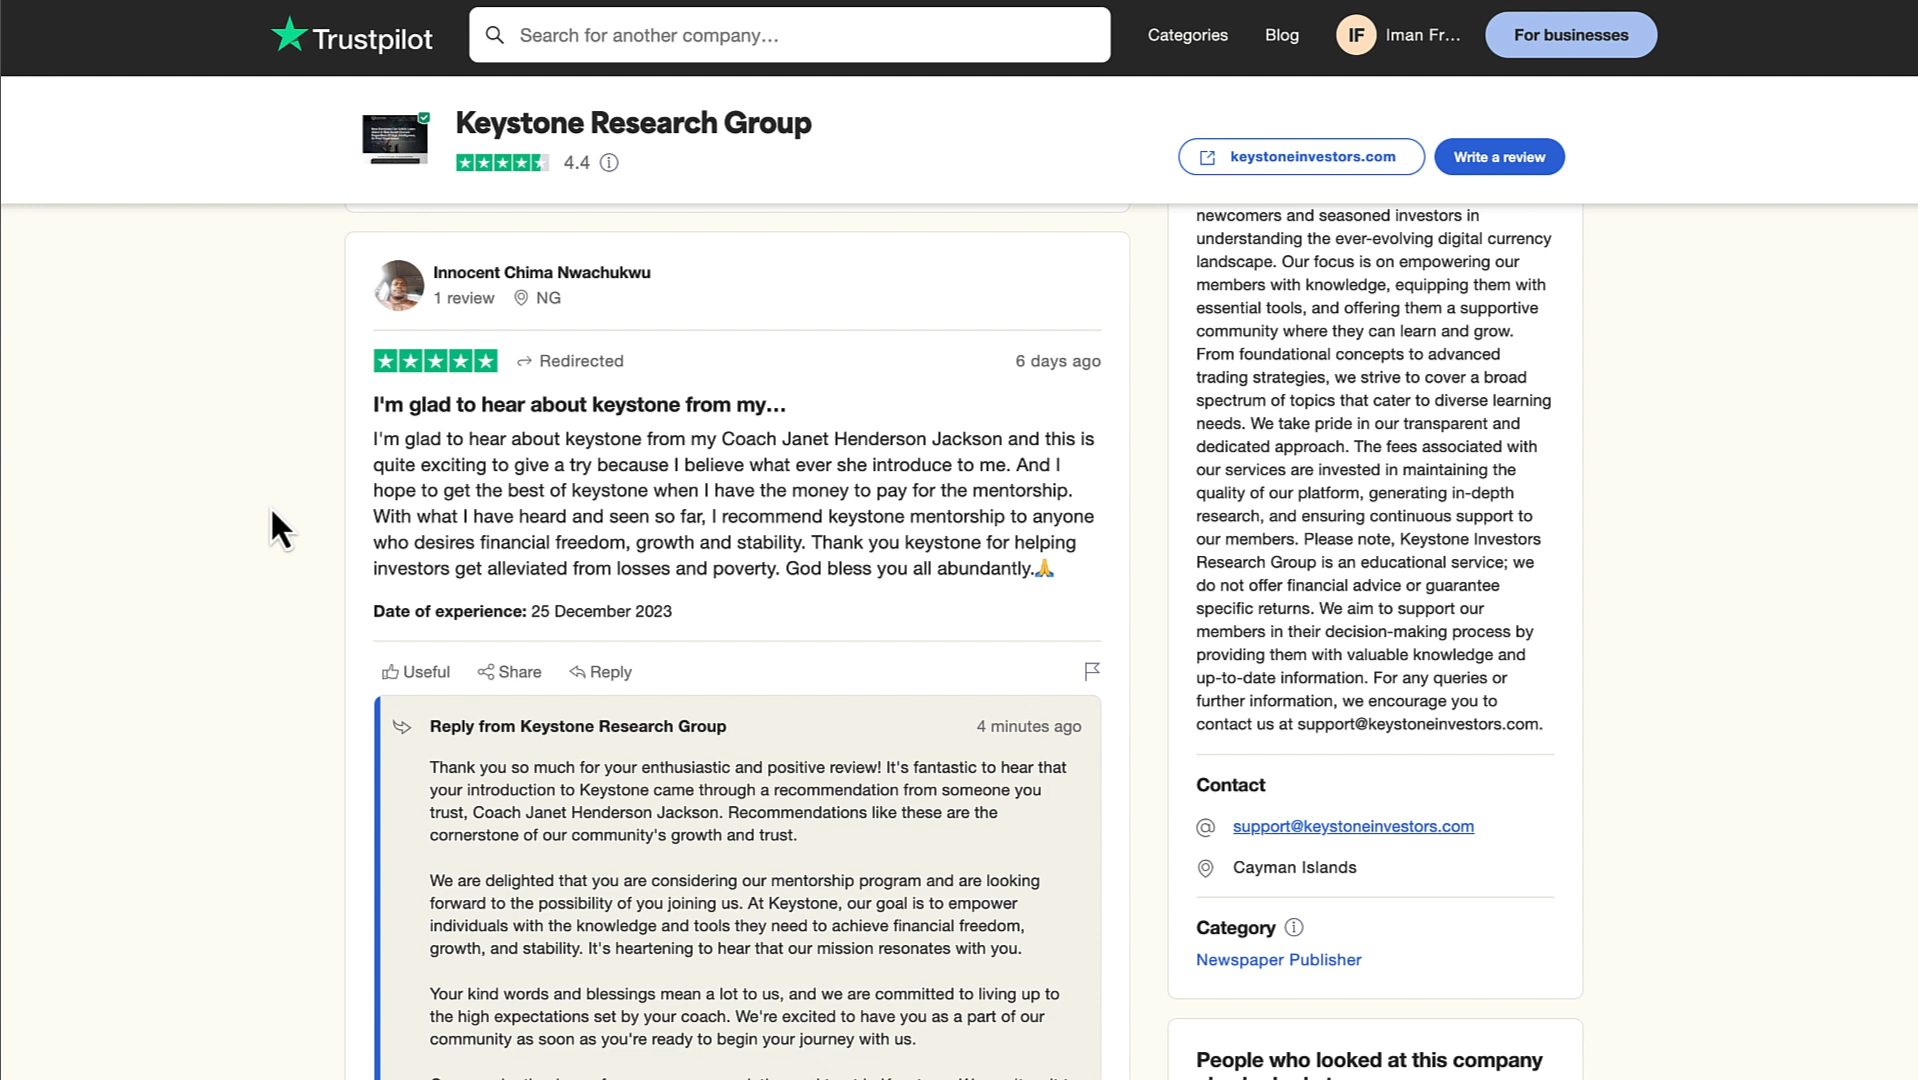 Trustpilot
Search for another company...
Categories
Blog
IF
Iman Fr...
For businesses
Keystone Research Group
4.4
keystoneinvestors.com
Write a review
Innocent Chima Nwachukwu
1 review
NG
Redirected
6 days ago
I'm glad to hear about keystone from my...
I'm glad to hear about keystone from my Coach Janet Henderson Jackson and this is
quite exciting to give a try because I believe what ever she introduce to me. And I
hope to get the best of keystone when I have the money to pay for the mentorship.
With what I have heard and seen so far, I recommend keystone mentorship to anyone
who desires financial freedom, growth and stability. Thank you keystone for helping
investors get alleviated from losses and poverty. God bless you all abundantly.🙏
Date of experience: 25 December 2023
Useful
Share
Reply
Reply from Keystone Research Group
4 minutes ago
Thank you so much for your enthusiastic and positive review! It's fantastic to hear that
your introduction to Keystone came through a recommendation from someone you
trust, Coach Janet Henderson Jackson. Recommendations like these are the
cornerstone of our community's growth and trust.
We are delighted that you are considering our mentorship program and are looking
forward to the possibility of you joining us. At Keystone, our goal is to empower
individuals with the knowledge and tools they need to achieve financial freedom,
growth, and stability. It's heartening to hear that our mission resonates with you.
Your kind words and blessings mean a lot to us, and we are committed to living up to
the high expectations set by your coach. We're excited to have you as a part of our
community as soon as you're ready to begin your journey with us.
newcomers and seasoned investors in
understanding the ever-evolving digital currency
landscape. Our focus is on empowering our
members with knowledge, equipping them with
essential tools, and offering them a supportive
community where they can learn and grow.
From foundational concepts to advanced
trading strategies, we strive to cover a broad
spectrum of topics that cater to diverse learning
needs. We take pride in our transparent and
dedicated approach. The fees associated with
our services are invested in maintaining the
quality of our platform, generating in-depth
research, and ensuring continuous support to
our members. Please note, Keystone Investors
Research Group is an educational service; we
do not offer financial advice or guarantee
specific returns. We aim to support our
members in their decision-making process by
providing them with valuable knowledge and
up-to-date information. For any queries or
further information, we encourage you to
contact us at support@keystoneinvestors.com.
Contact
support@keystoneinvestors.com
Cayman Islands
Category
Newspaper Publisher
People who looked at this company